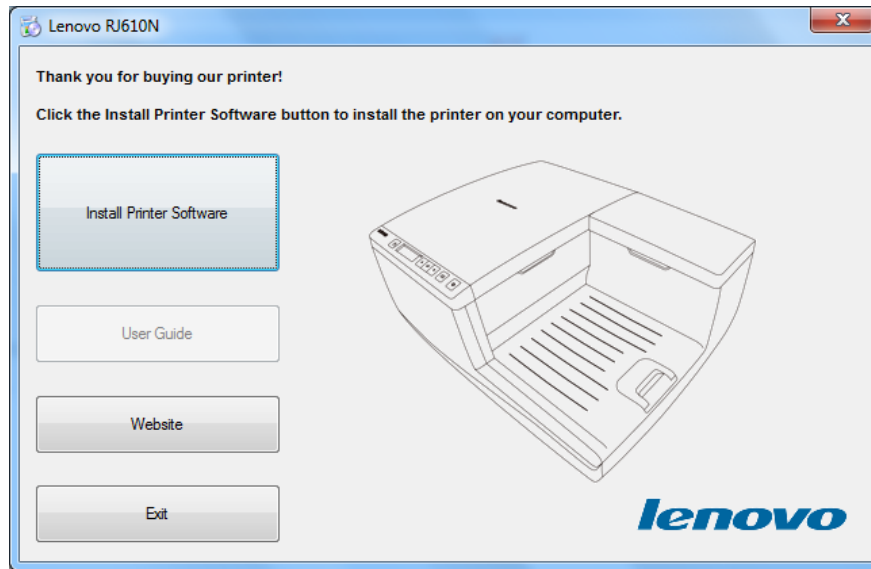 Lenovo RJ610N
Thank you for buying our printer!
Click the Install Printer Software button to install the printer on your computer.
Install Printer Software
User Guide
Website
Exit
lenovo